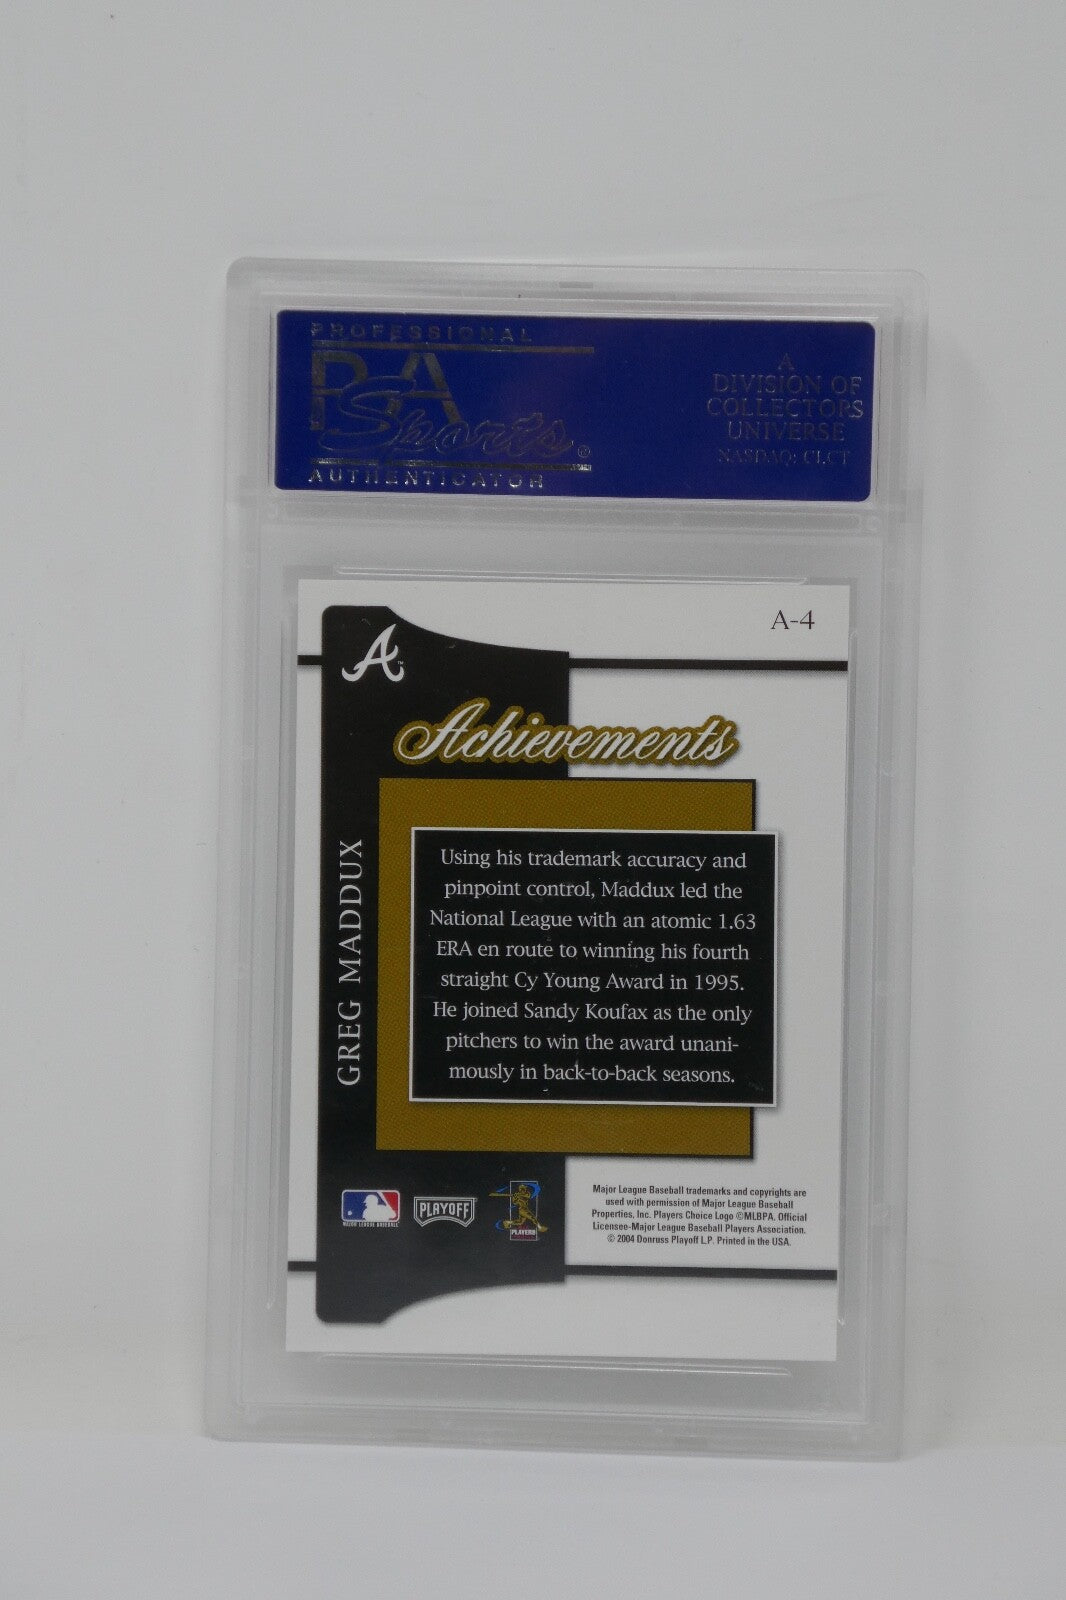 PROFESSIONAL
PSA
Sports®
AUTHENTICATOR
A
DIVISION OF
COLLECTORS
UNIVERSE
NASDAQ: CLCT
A-4
A™
Achievements
GREG MADDUX
Using his trademark accuracy and
pinpoint control, Maddux led the
National League with an atomic 1.63
ERA en route to winning his fourth
straight Cy Young Award in 1995.
He joined Sandy Koufax as the only
pitchers to win the award unani-
mously in back-to-back seasons.
MAJOR LEAGUE BASEBALL
PLAYOFF
PLAYERS
Major League Baseball trademarks and copyrights are
used with permission of Major League Baseball
Properties, Inc. Players Choice Logo ©MLBPA. Official
Licensee-Major League Baseball Players Association.
© 2004 Donruss Playoff L.P. Printed in the USA.